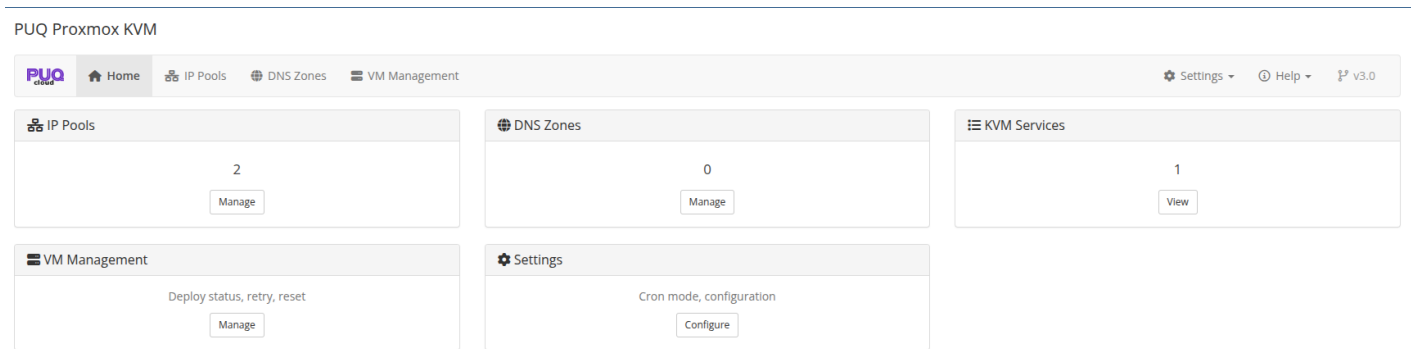 PUQ Proxmox KVM
PUQ cloud Home IP Pools DNS Zones VM Management Settings Help v3.0
IP Pools
2
Manage
DNS Zones
0
Manage
KVM Services
1
View
VM Management
Deploy status, retry, reset
Manage
Settings
Cron mode, configuration
Configure